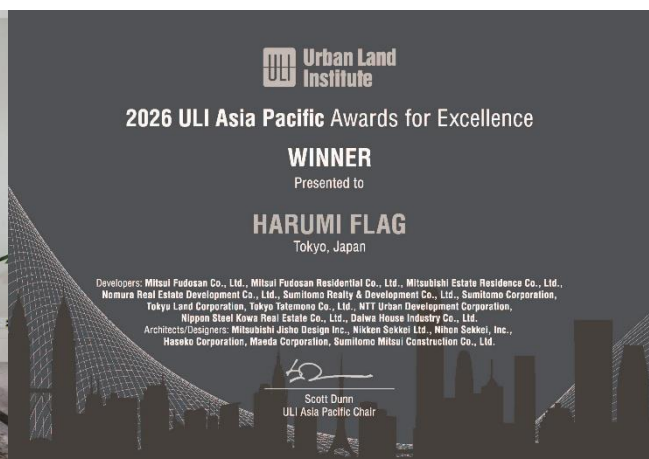 ULI Urban Land
Institute
2026 ULI Asia Pacific Awards for Excellence
WINNER
Presented to
HARUMI FLAG
Tokyo, Japan
Developers: Mitsui Fudosan Co., Ltd., Mitsui Fudosan Residential Co., Ltd., Mitsubishi Estate Residence Co., Ltd.,
Nomura Real Estate Development Co., Ltd., Sumitomo Realty & Development Co., Ltd., Sumitomo Corporation,
Tokyu Land Corporation, Tokyo Tatemono Co., Ltd., NTT Urban Development Corporation,
Nippon Steel Kowa Real Estate Co., Ltd., Daiwa House Industry Co., Ltd.
Architects/Designers: Mitsubishi Jisho Design Inc., Nikken Sekkei Ltd., Nihon Sekkei, Inc.,
Haseko Corporation, Maeda Corporation, Sumitomo Mitsui Construction Co., Ltd.
Scott Dunn
ULI Asia Pacific Chair